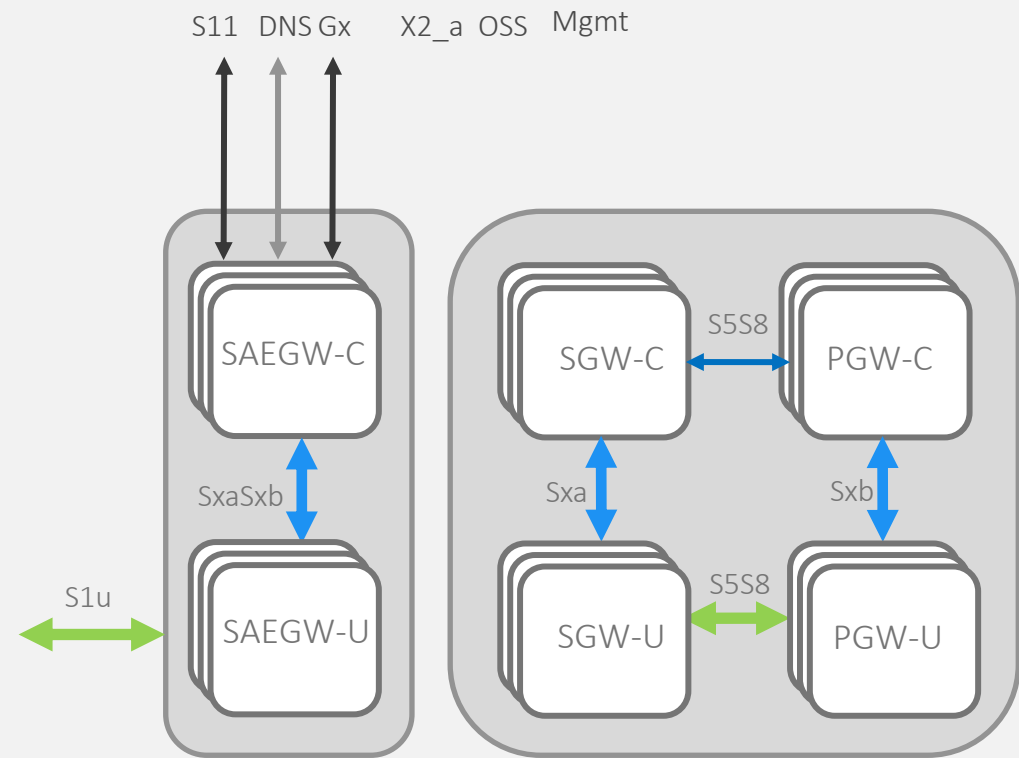 S11 DNS Gx X2_a OSS Mgmt
SAEGW-C
SGW-C
S5S8
PGW-C
SxaSxb
Sxa
Sxb
S1u
SAEGW-U
SGW-U
S5S8
PGW-U